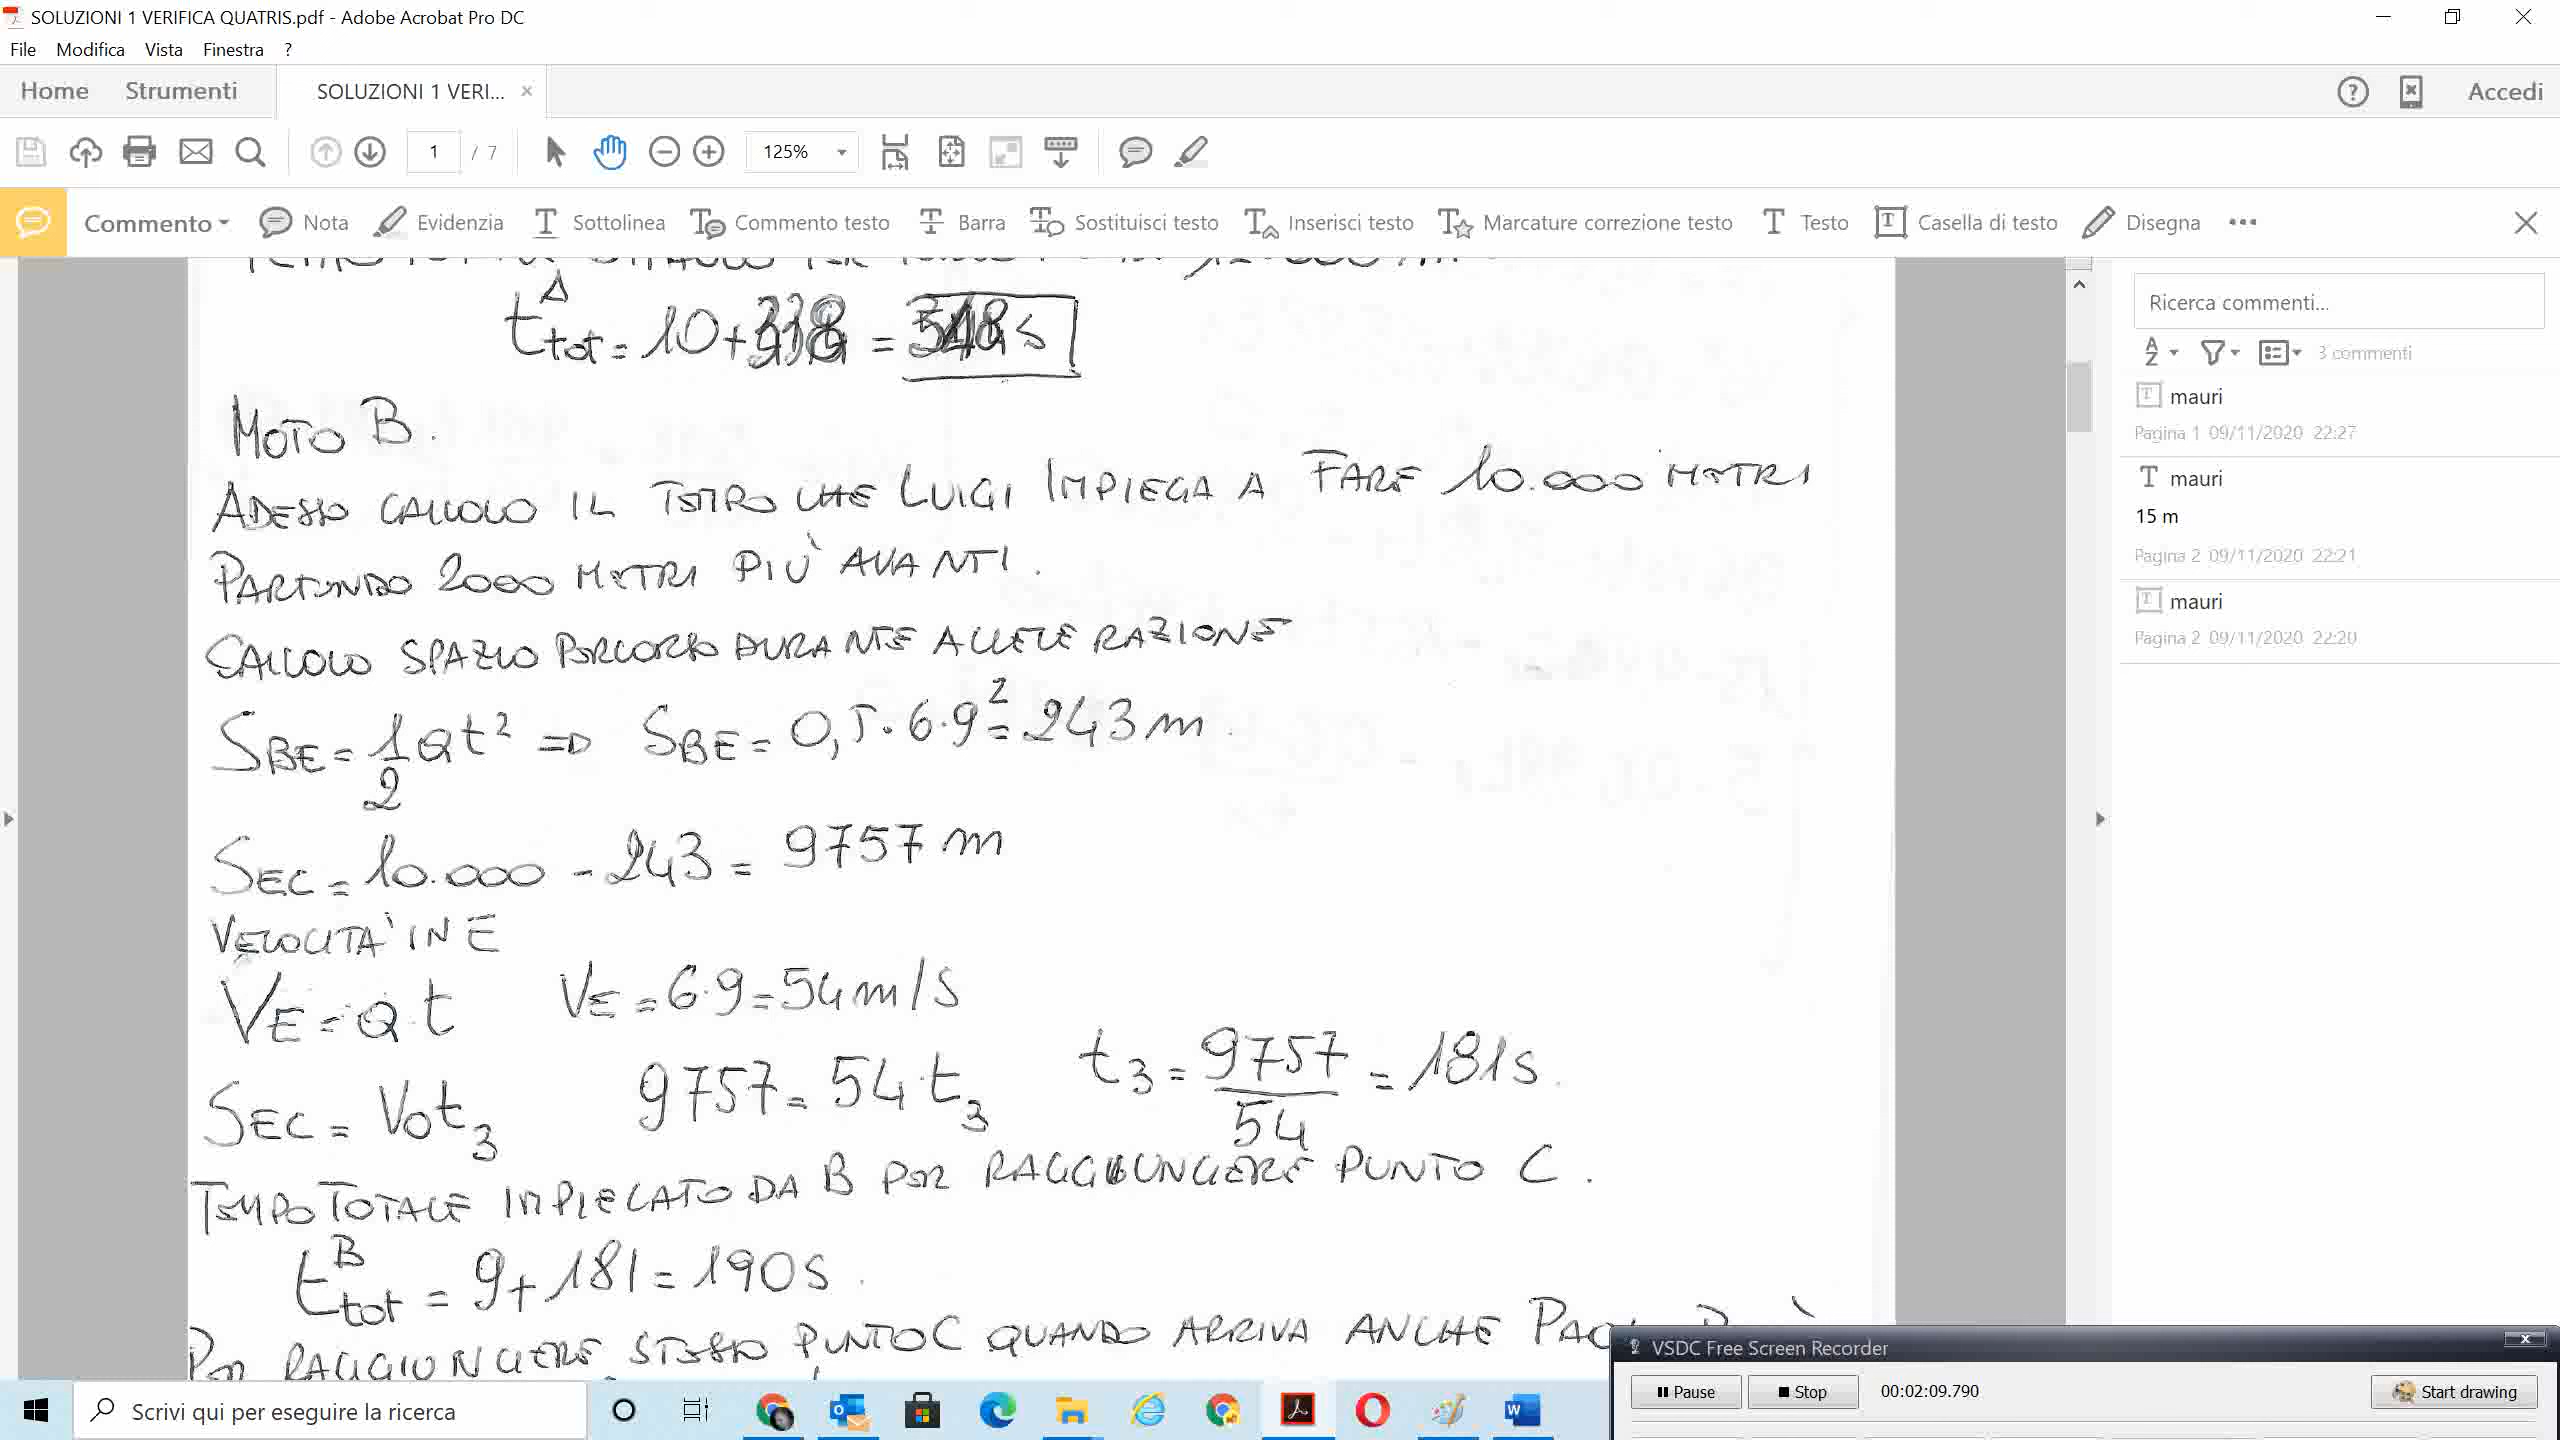 SOLUZIONI 1 VERIFICA QUATRIS.pdf - Adobe Acrobat Pro DC
File Modifica Vista Finestra ?
Home Strumenti SOLUZIONI 1 VERI... × Accedi
1 / 7 125%
Commento Nota Evidenzia Sottolinea Commento testo Barra Sostituisci testo Inserisci testo Marcature correzione testo Testo Casella di testo Disegna
t tot = 10 + =
MOTO B.
ADESSO CALCOLO IL TEMPO CHE LUIGI IMPIEGA A FARE 10.000 METRI
PARTENDO 2000 METRI PIÙ AVANTI.
CALCOLO SPAZIO PERCORSO DURANTE ACCELERAZIONE
SBE = 1/2 at² => SBE = 0,5·6·9² = 243 m.
SEC = 10.000 - 243 = 9757 m
VELOCITA' IN E
VE = a·t VE = 6·9 = 54 m/s
SEC = V0t3 9757 = 54·t3 t3 = 9757/54 = 181 s.
TEMPO TOTALE IMPIEGATO DA B PER RAGGIUNGERE PUNTO C.
tBtot = 9 + 181 = 190 s.
PER RAGGIUNGERE STESSO PUNTO C QUANDO ARRIVA ANCHE
Ricerca commenti...
3 commenti
mauri
Pagina 1 09/11/2020 22:27
mauri
15 m
Pagina 2 09/11/2020 22:21
mauri
Pagina 2 09/11/2020 22:20
VSDC Free Screen Recorder
Pause Stop 00:02:09.790 Start drawing
Scrivi qui per eseguire la ricerca